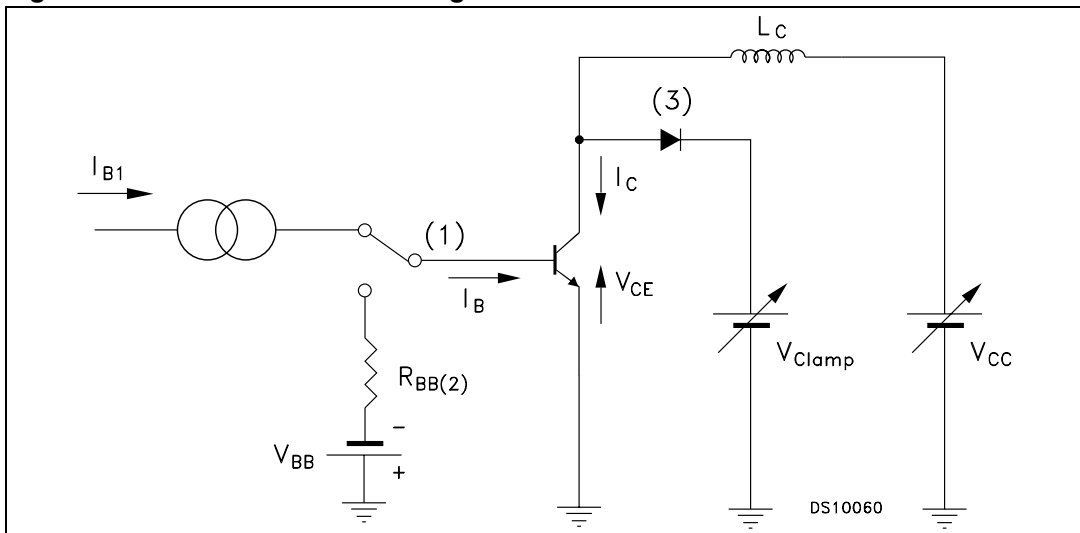 L_C
(3)
I_B1
I_C
(1)
I_B
V_CE
R_BB(2)
V_Clamp
V_CC
-
V_BB
+
DS10060